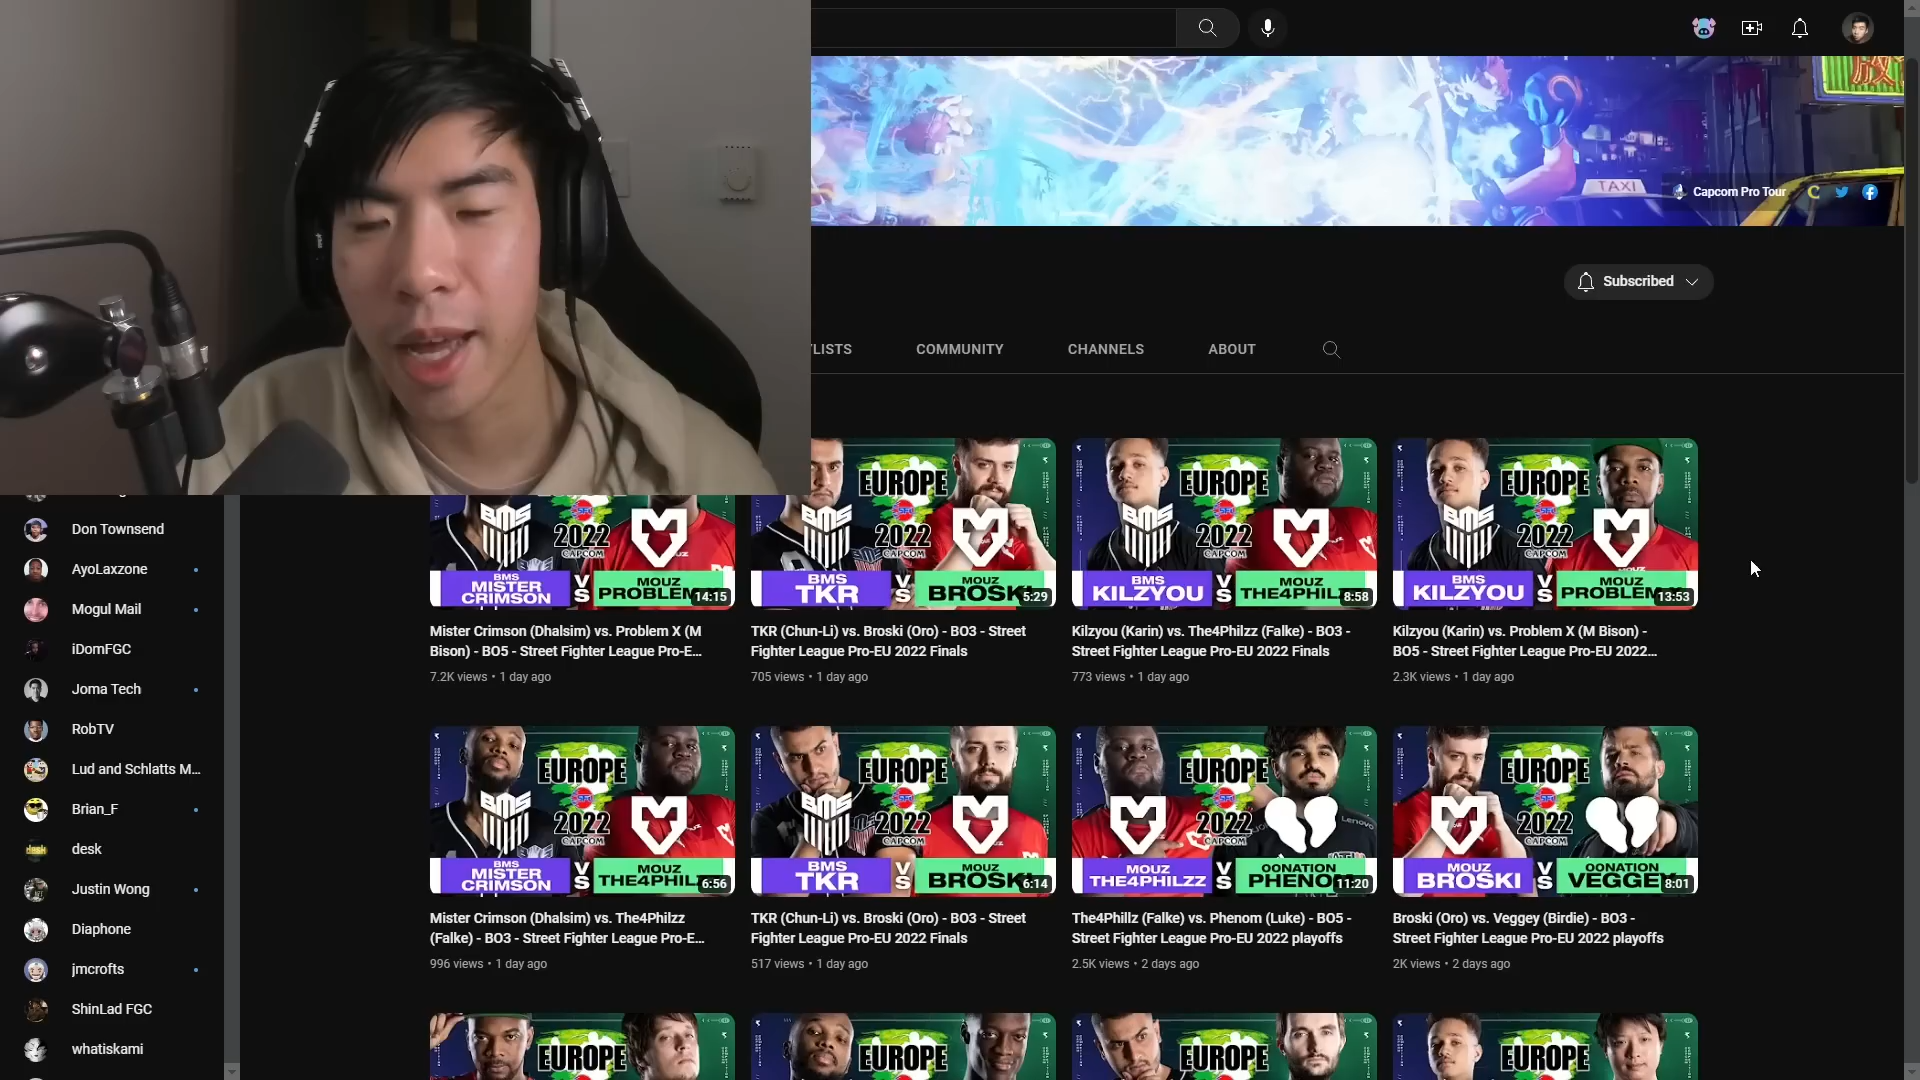 放
TAXI
Capcom Pro Tour
Subscribed
LISTS
COMMUNITY
CHANNELS
ABOUT
Don Townsend
AyoLaxzone
Mogul Mail
iDomFGC
Joma Tech
RobTV
Lud and Schlatts M...
Brian_F
desk
Justin Wong
Diaphone
jmcrofts
ShinLad FGC
whatiskami
BMS
2022
CAPCOM
BMS
MISTER
CRIMSON
VS
MOUZ
PROBLEM
14:15
Mister Crimson (Dhalsim) vs. Problem X (M
Bison) - BO5 - Street Fighter League Pro-E...
7.2K views • 1 day ago
EUROPE
BMS
2022
CAPCOM
BMS
TKR
VS
MOUZ
BROSKI
5:29
TKR (Chun-Li) vs. Broski (Oro) - BO3 - Street
Fighter League Pro-EU 2022 Finals
705 views • 1 day ago
EUROPE
BMS
2022
CAPCOM
BMS
KILZYOU
VS
MOUZ
THE4PHIL
8:58
Kilzyou (Karin) vs. The4Philzz (Falke) - BO3 -
Street Fighter League Pro-EU 2022 Finals
773 views • 1 day ago
EUROPE
BMS
2022
CAPCOM
BMS
KILZYOU
VS
MOUZ
PROBLEM
13:53
Kilzyou (Karin) vs. Problem X (M Bison) -
BO5 - Street Fighter League Pro-EU 2022...
2.3K views • 1 day ago
EUROPE
BMS
2022
CAPCOM
BMS
MISTER
CRIMSON
VS
MOUZ
THE4PHIL
6:56
Mister Crimson (Dhalsim) vs. The4Philzz
(Falke) - BO3 - Street Fighter League Pro-E...
996 views • 1 day ago
EUROPE
BMS
2022
CAPCOM
BMS
TKR
VS
MOUZ
BROSKI
6:14
TKR (Chun-Li) vs. Broski (Oro) - BO3 - Street
Fighter League Pro-EU 2022 Finals
517 views • 1 day ago
EUROPE
2022
CAPCOM
Lenovo
MOUZ
THE4PHILZZ
VS
OONATION
PHENOM
11:20
The4Phillz (Falke) vs. Phenom (Luke) - BO5 -
Street Fighter League Pro-EU 2022 playoffs
2.5K views • 2 days ago
EUROPE
2022
CAPCOM
MOUZ
BROSKI
VS
OONATION
VEGGEY
8:01
Broski (Oro) vs. Veggey (Birdie) - BO3 -
Street Fighter League Pro-EU 2022 playoffs
2K views • 2 days ago
EUROPE
EUROPE
EUROPE
EUROPE